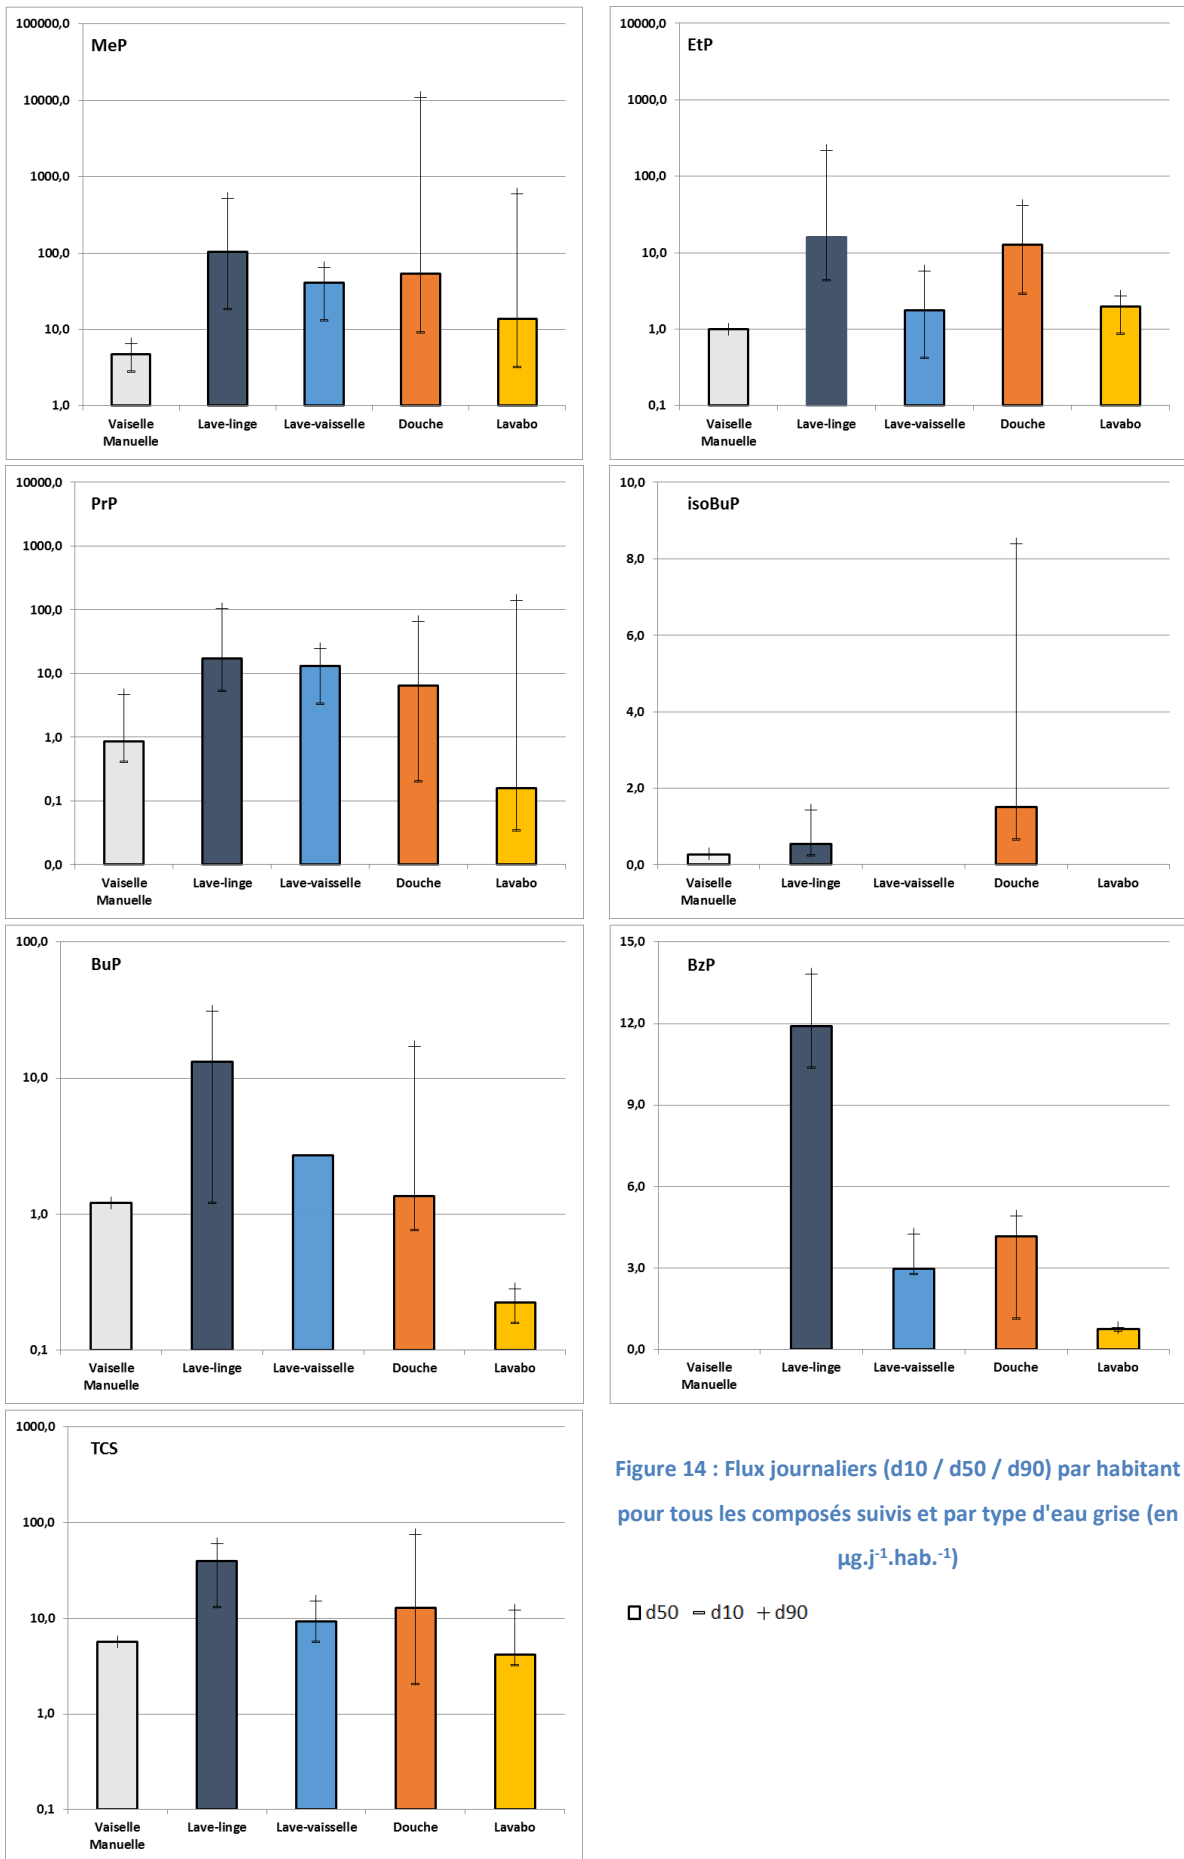 MeP
100000,0
10000,0
1000,0
100,0
10,0
1,0
Vaiselle Lave-linge Lave-vaisselle Douche Lavabo
Manuelle
EtP
10000,0
1000,0
100,0
10,0
1,0
0,1
Vaiselle Lave-linge Lave-vaisselle Douche Lavabo
Manuelle
PrP
10000,0
1000,0
100,0
10,0
1,0
0,1
0,0
Vaiselle Lave-linge Lave-vaisselle Douche Lavabo
Manuelle
isoBuP
10,0
8,0
6,0
4,0
2,0
0,0
Vaiselle Lave-linge Lave-vaisselle Douche Lavabo
Manuelle
BuP
100,0
10,0
1,0
0,1
Vaiselle Lave-linge Lave-vaisselle Douche Lavabo
Manuelle
BzP
15,0
12,0
9,0
6,0
3,0
0,0
Vaiselle Lave-linge Lave-vaisselle Douche Lavabo
Manuelle
TCS
1000,0
100,0
10,0
1,0
0,1
Vaiselle Lave-linge Lave-vaisselle Douche Lavabo
Manuelle
Figure 14 : Flux journaliers (d10 / d50 / d90) par habitant
pour tous les composés suivis et par type d'eau grise (en
µg.j⁻¹.hab.⁻¹)
d50 d10 d90